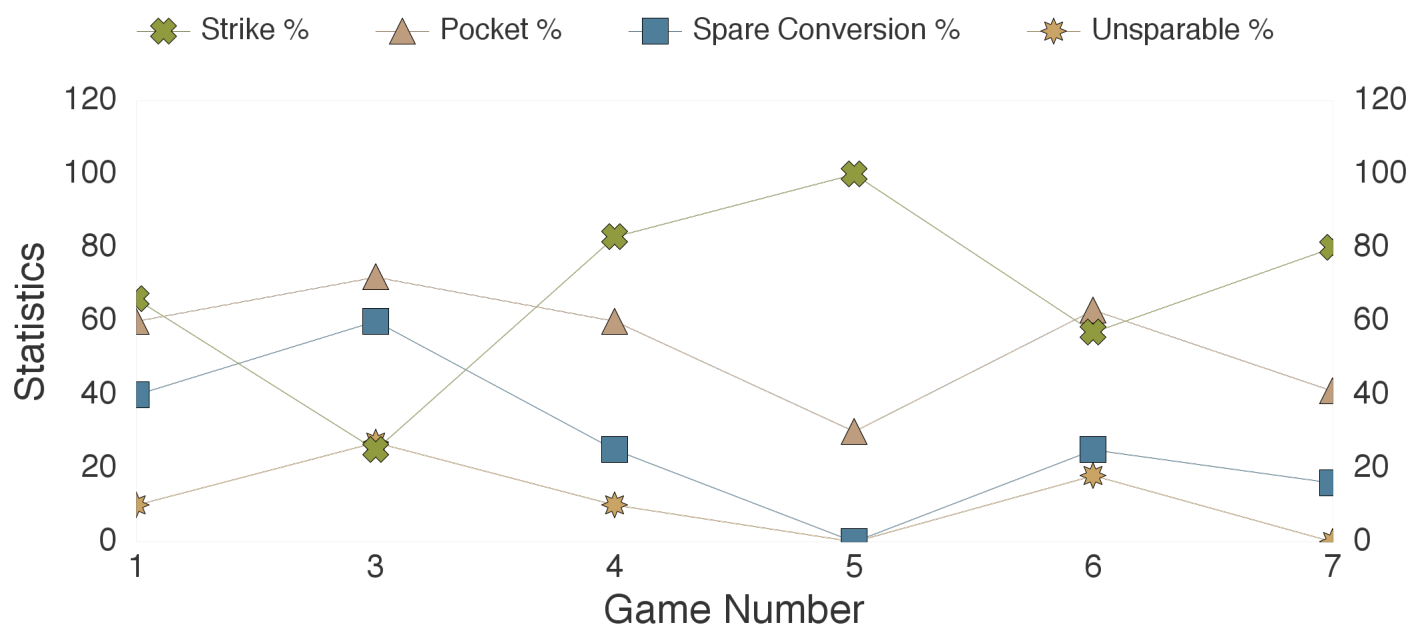 Strike % Pocket % Spare Conversion % Unsparable %
120 120
100 100
80 80
60 60
40 40
20 20
0 0
Statistics
1 3 4 5 6 7
Game Number